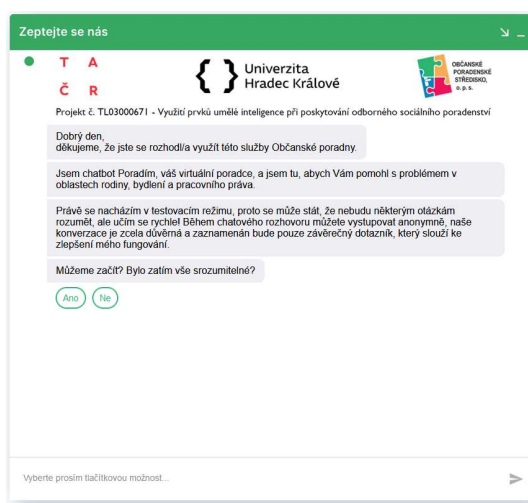 Zeptejte se nás
T A
Č R
{ } Univerzita
Hradec Králové
OBČANSKÉ
PORADENSKÉ
STŘEDISKO,
o. p. s.
Projekt č. TL03000671 - Využití prvků umělé inteligence při poskytování odborného sociálního poradenství
Dobrý den,
děkujeme, že jste se rozhodl/a využít této služby Občanské poradny.
Jsem chatbot Poradím, váš virtuální poradce, a jsem tu, abych Vám pomohl s problémem v
oblastech rodiny, bydlení a pracovního práva.
Právě se nacházím v testovacím režimu, proto se může stát, že nebudu některým otázkám
rozumět, ale učím se rychle! Během chatového rozhovoru můžete vystupovat anonymně, naše
konverzace je zcela důvěrná a zaznamenán bude pouze závěrečný dotazník, který slouží ke
zlepšení mého fungování.
Můžeme začít? Bylo zatím vše srozumitelné?
Ano Ne
Vyberte prosím tlačítkovou možnost...